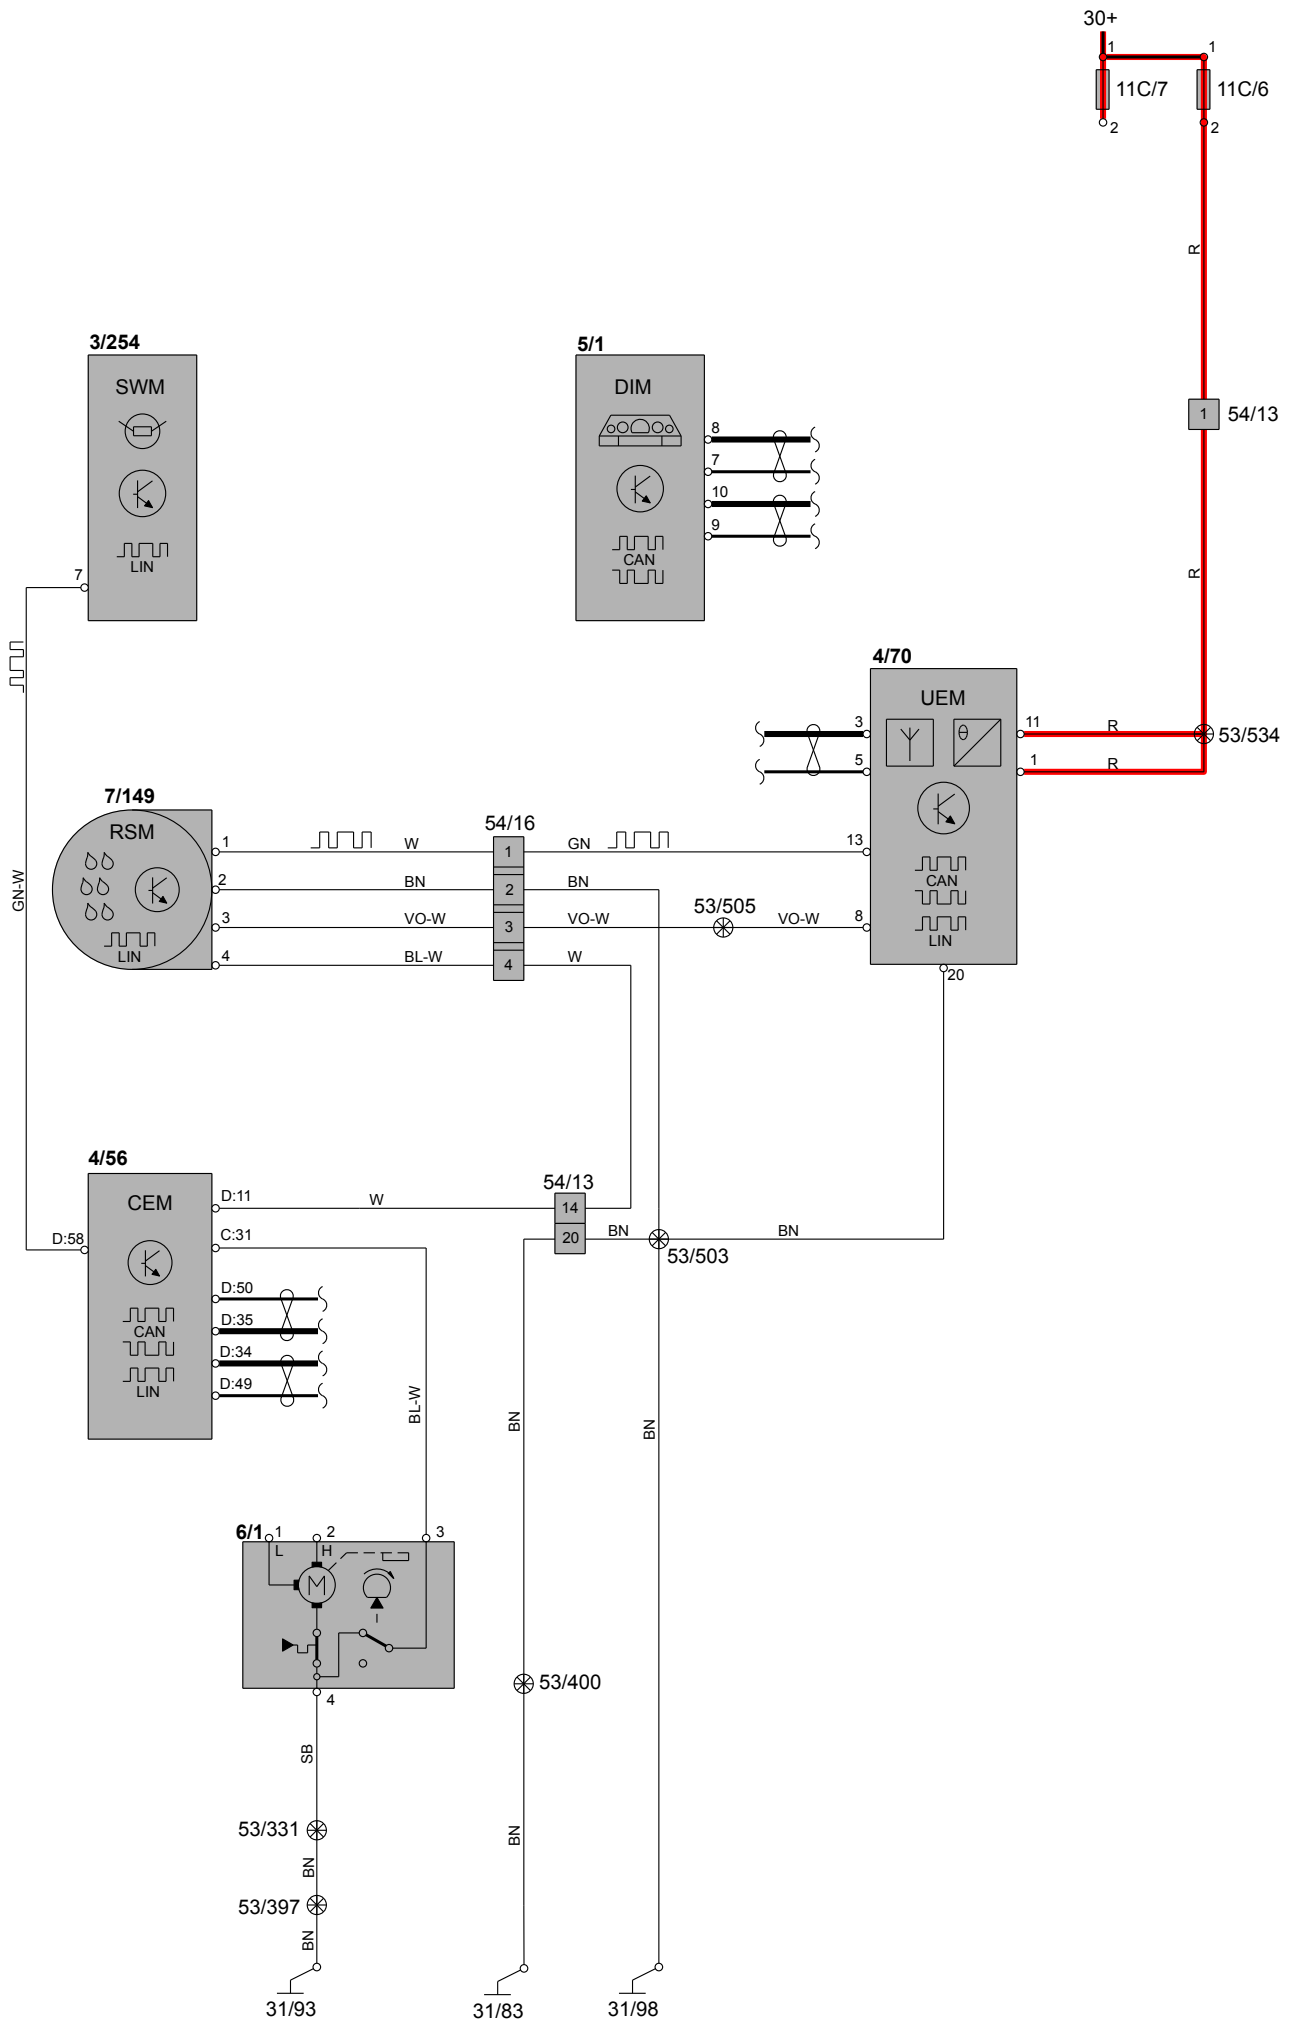 30+
1
1
11C/7
11C/6
2
2
R
3/254
SWM
LIN
7
5/1
DIM
8
7
10
9
CAN
1
54/13
R
4/70
UEM
3
5
11
R
53/534
1
R
θ
13
8
CAN
LIN
20
GN-W
7/149
RSM
LIN
1
W
54/16
1
GN
2
BN
2
BN
3
VO-W
3
VO-W
53/505
VO-W
4
BL-W
4
W
4/56
CEM
D:11
W
54/13
14
D:58
C:31
20
BN
53/503
BN
D:50
D:35
D:34
D:49
CAN
LIN
BL-W
BN
BN
6/1
1
2
3
L
H
M
4
53/400
SB
53/331
BN
BN
53/397
BN
31/93
31/83
31/98